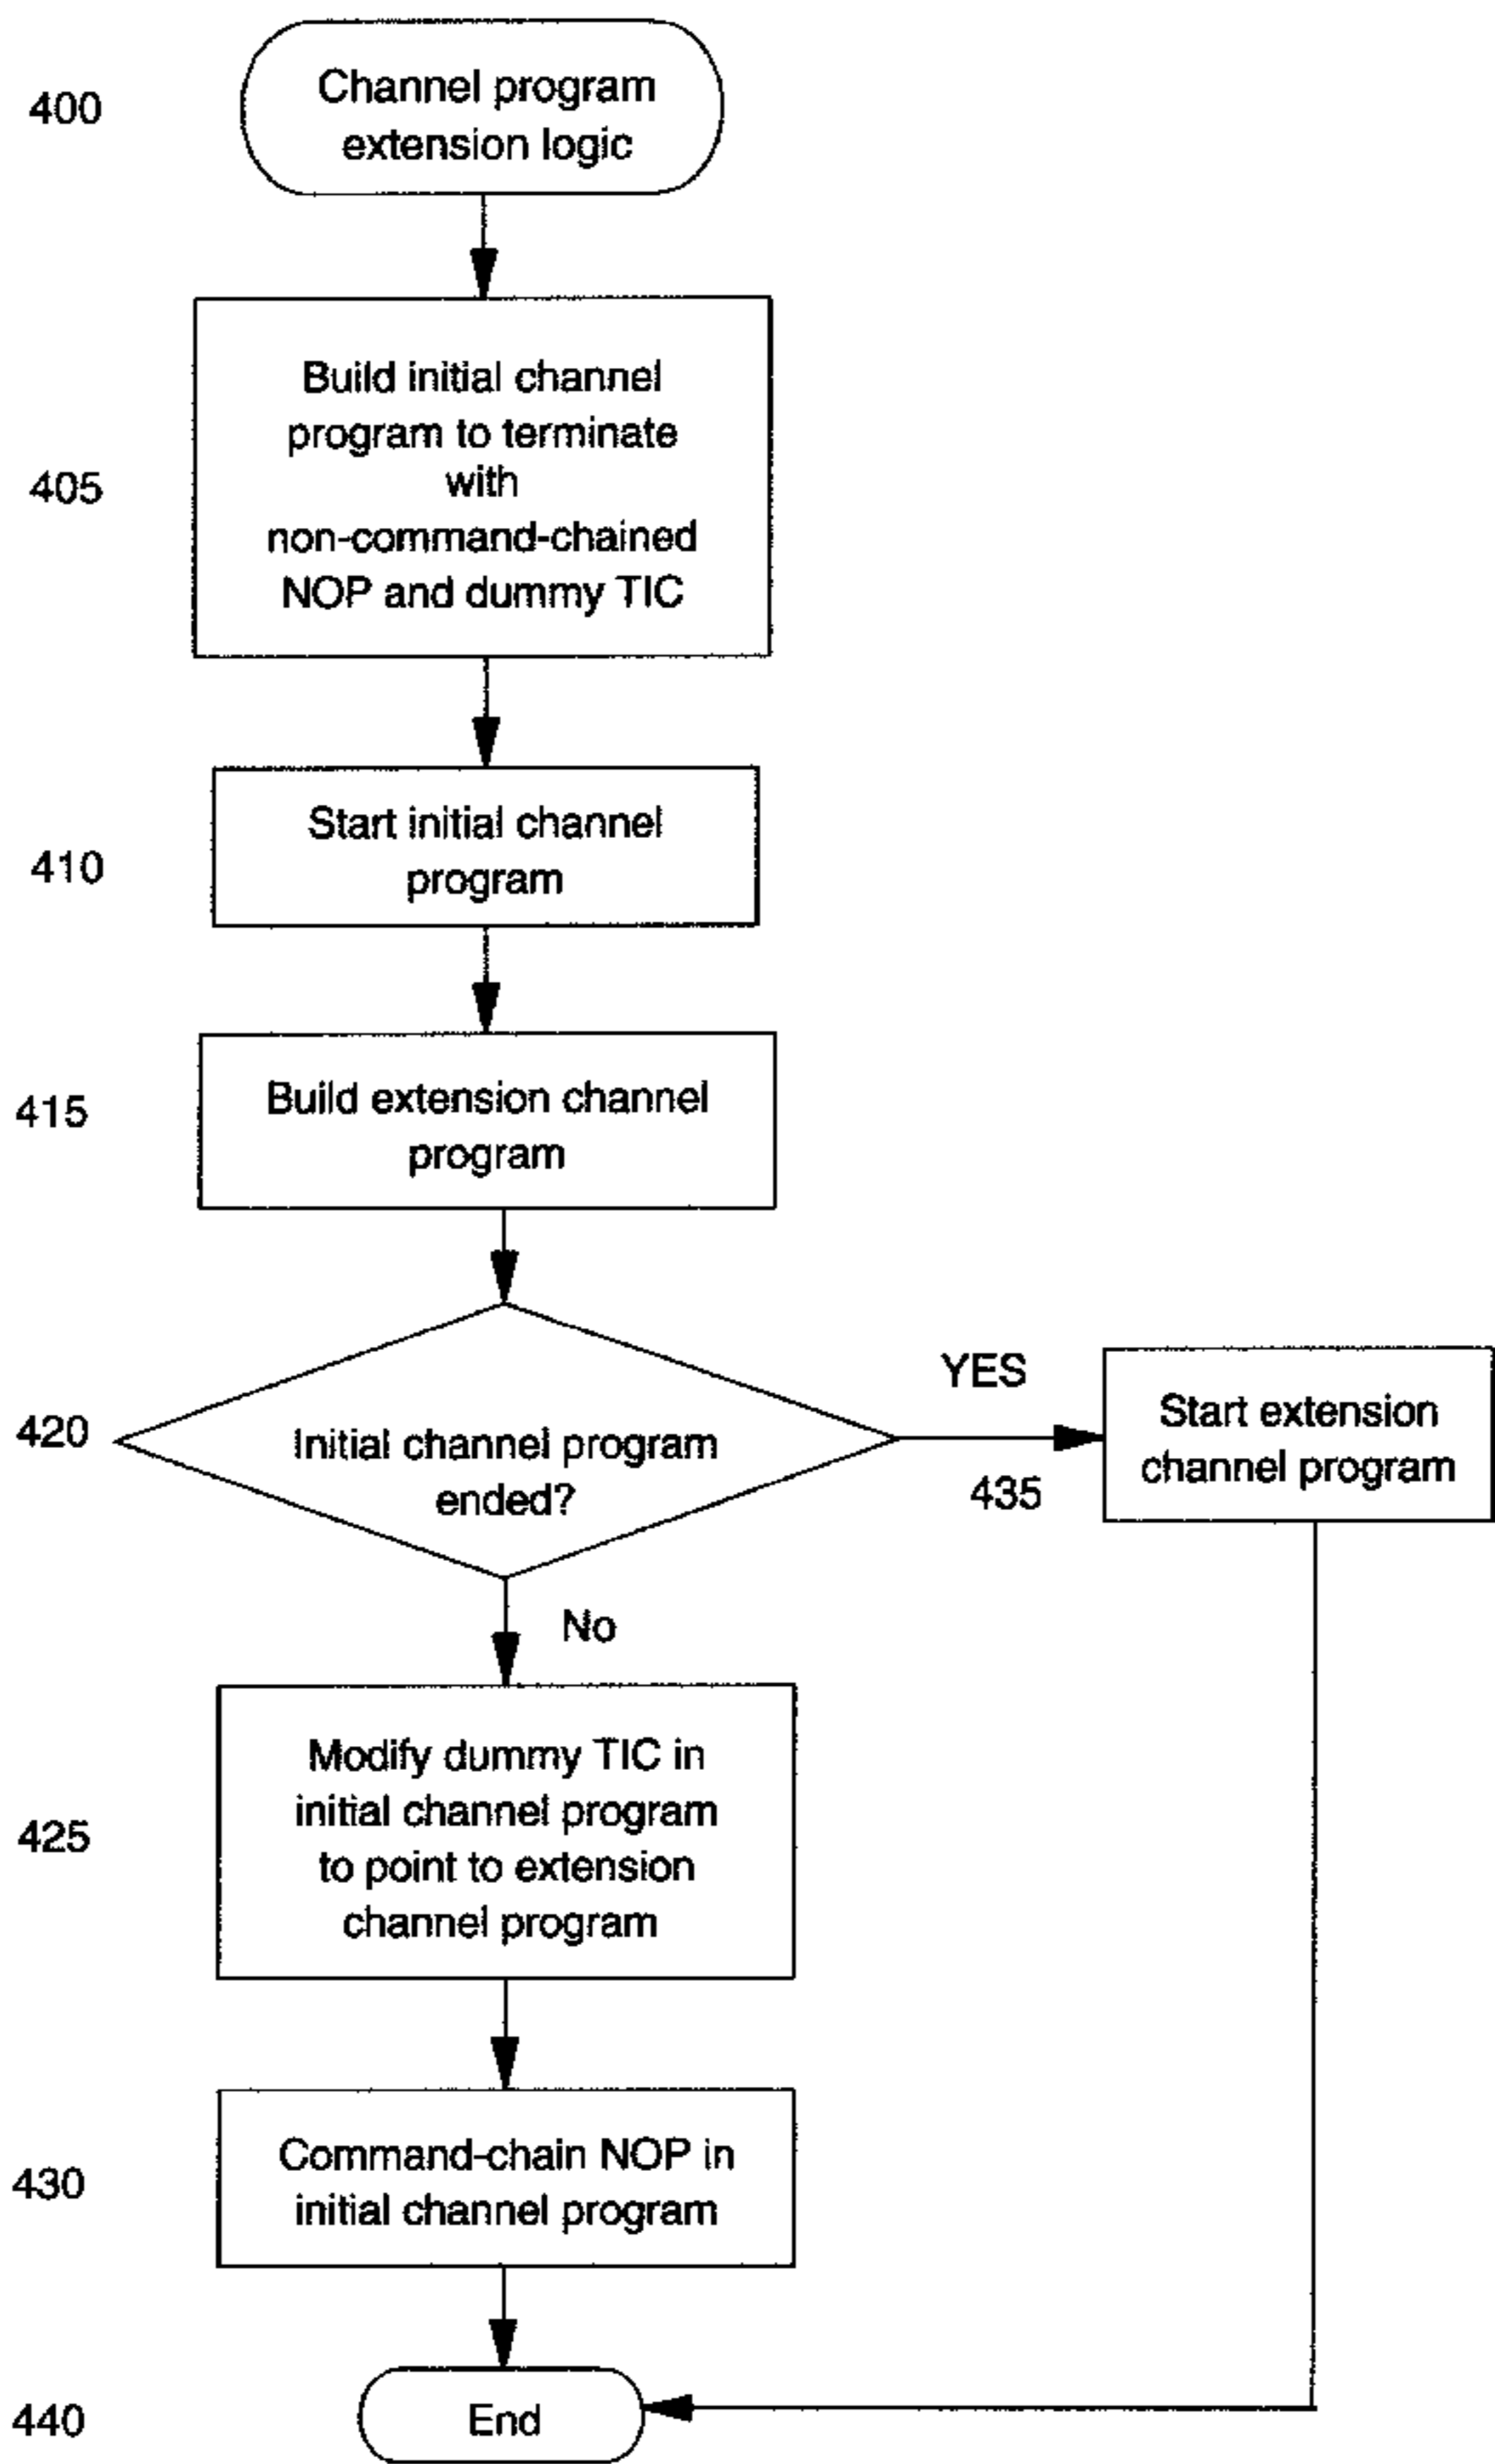 400
Channel program
extension logic
405
Build initial channel
program to terminate
with
non-command-chained
NOP and dummy TIC
410
Start initial channel
program
415
Build extension channel
program
420
Initial channel program
ended?
YES
435
Start extension
channel program
No
425
Modify dummy TIC in
initial channel program
to point to extension
channel program
430
Command-chain NOP in
initial channel program
440
End